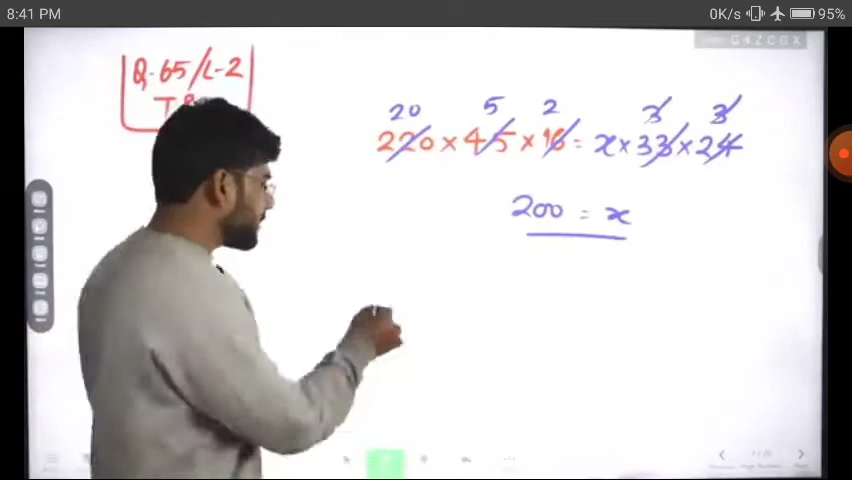 8:41 PM 0K/s 95%
Q-65/L-2
20 5 2 3 3
220 × 45 × 16 = x × 33 × 24
200 = x